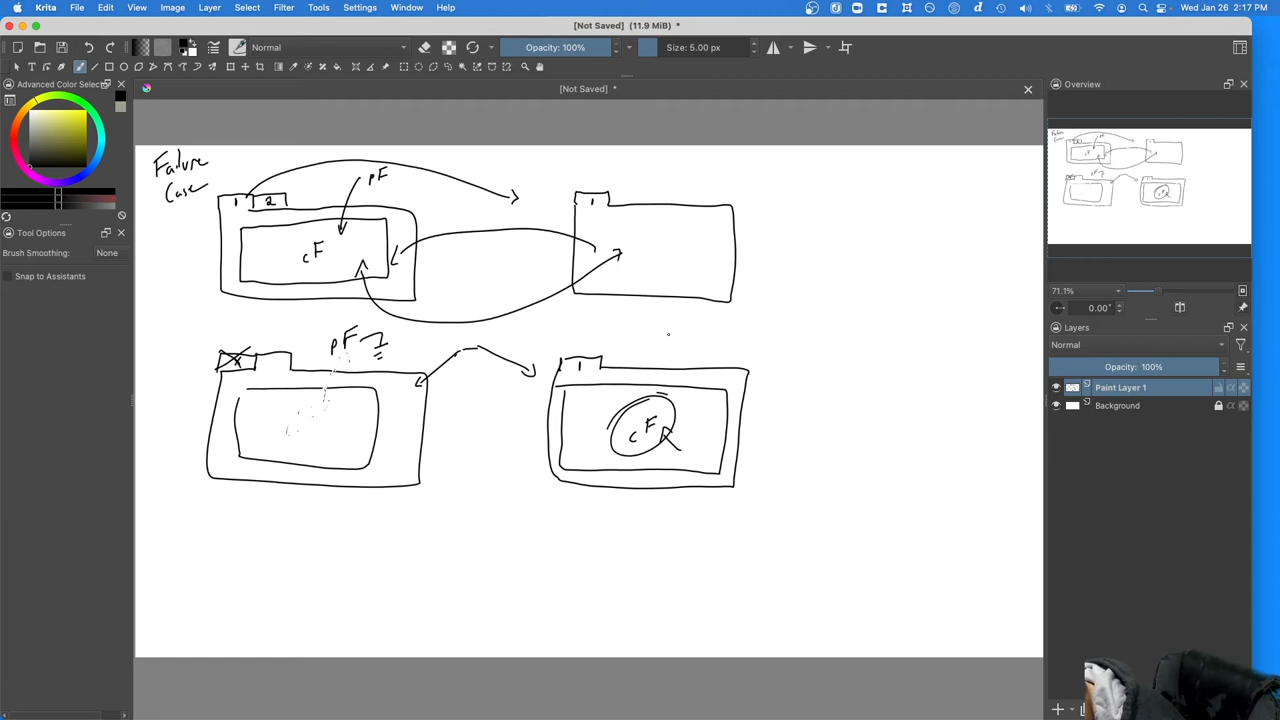 Krita File Edit View Image Layer Select Filter Tools Settings Window Help
Wed Jan 26 2:17 PM
[Not Saved] (11.9 MiB) *
Normal
Opacity: 100%
Size: 5.00 px
Advanced Color Selec
[Not Saved] *
Overview
Tool Options
Brush Smoothing: None
Snap to Assistants
Failure
Case
1 2
pF
cF
1
pF-1
1
cF
71.1%
0.00°
Layers
Normal
Opacity: 100%
Paint Layer 1
Background